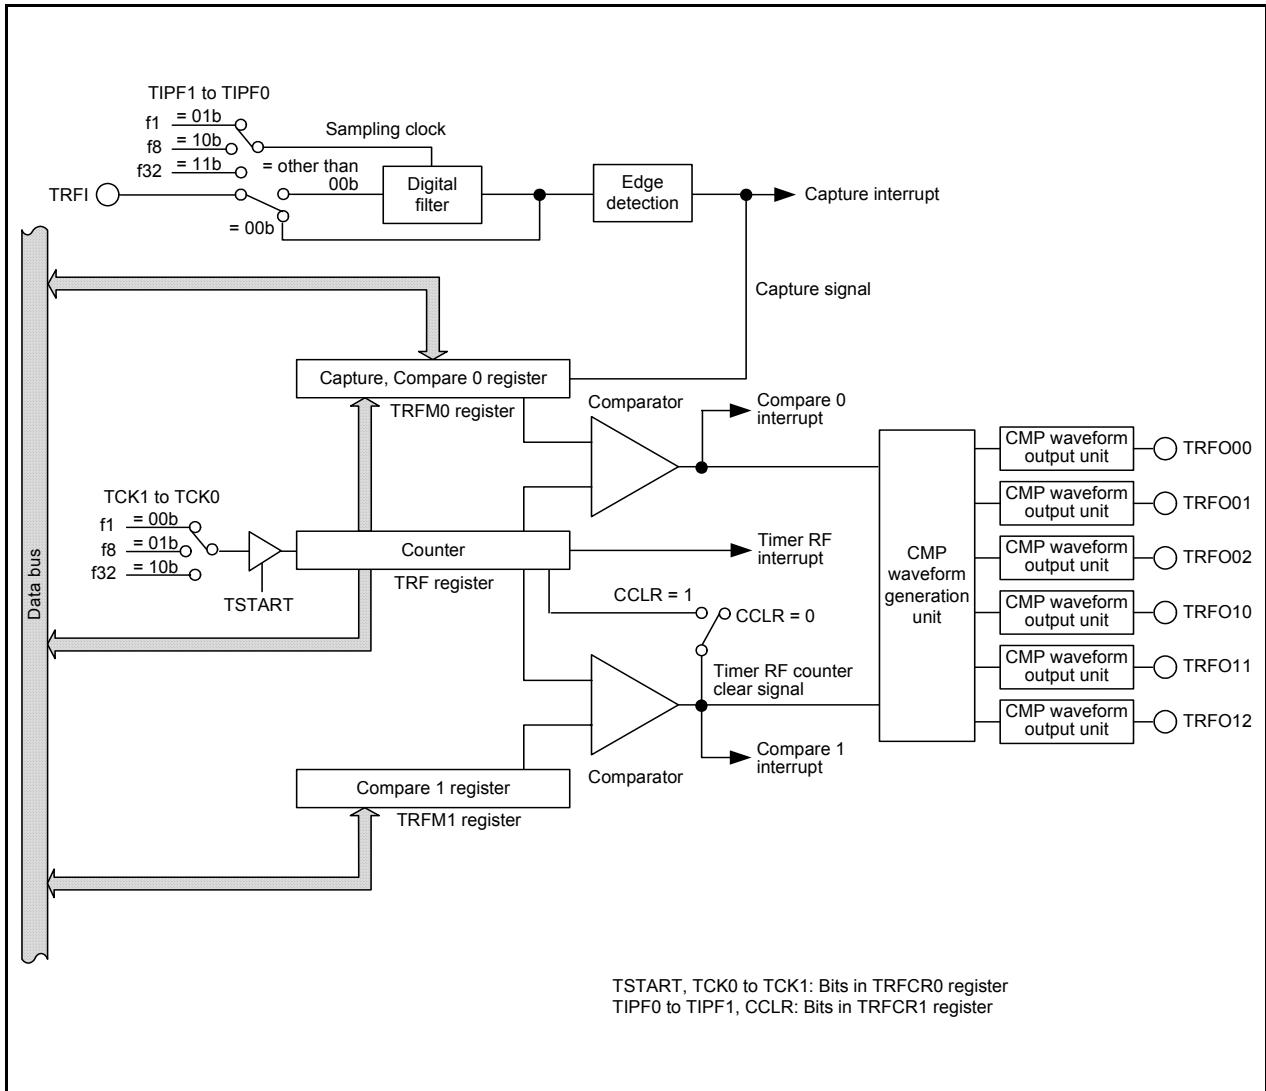 TIPF1 to TIPF0
f1
= 01b
f8
= 10b
f32
= 11b
Sampling clock
= other than
00b
= 00b
TRFI
Digital
filter
Edge
detection
Capture interrupt
Capture signal
Data bus
Capture, Compare 0 register
TRFM0 register
Comparator
Compare 0
interrupt
TCK1 to TCK0
f1
= 00b
f8
= 01b
f32
= 10b
TSTART
Counter
TRF register
Timer RF
interrupt
CCLR = 1
CCLR = 0
Timer RF counter
clear signal
Compare 1
interrupt
Comparator
Compare 1 register
TRFM1 register
CMP
waveform
generation
unit
CMP waveform
output unit
TRFO00
CMP waveform
output unit
TRFO01
CMP waveform
output unit
TRFO02
CMP waveform
output unit
TRFO10
CMP waveform
output unit
TRFO11
CMP waveform
output unit
TRFO12
TSTART, TCK0 to TCK1: Bits in TRFCR0 register
TIPF0 to TIPF1, CCLR: Bits in TRFCR1 register